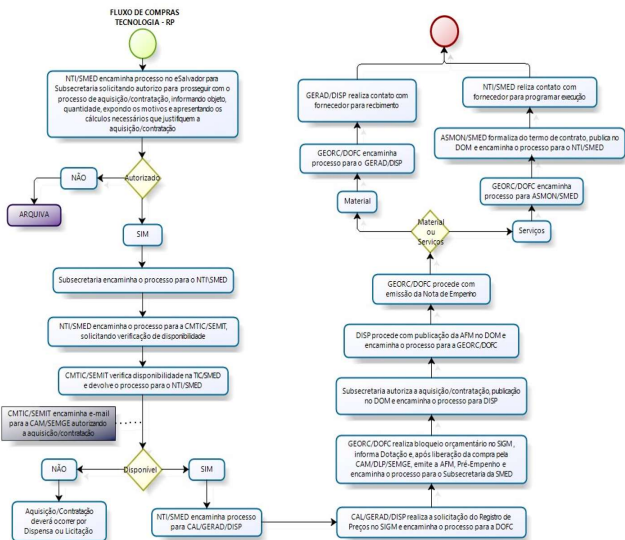 FLUXO DE COMPRAS
TECNOLOGIA - RP
NTI/SMED encaminha processo no eSalvador para
Subsecretaria solicitando autorizo para prosseguir com o
processo de aquisição/contratação, informando objeto,
quantidade, expondo os motivos e apresentando os
cálculos necessários que justifiquem a
aquisição/contratação
Autorizado
NÃO
ARQUIVA
SIM
Subsecretaria encaminha o processo para o NTI\SMED
NTI/SMED encaminha o processo para a CMTIC/SEMIT,
solicitando verificação de disponbilidade
CMTIC/SEMIT verifica disponbilidade na TIC/SMED
e devolve o processo para o NTI/SMED
CMTIC/SEMIT encaminha e-mail
para a CAM/SEMGE autorizando
a aquisição/contratação
Disponível
NÃO
SIM
Aquisição/Contratação
deverá ocorrer por
Dispensa ou Licitação
NTI/SMED encaminha processo
para CAL/GERAD/DISP
CAL/GERAD/DISP realiza a solicitação do Registro de
Preços no SIGM e encaminha o processo para a DOFC
GEORC/DOFC realiza bloqueio orçamentário no SIGM,
informa Dotação e, após liberação da compra pela
CAM/DLP/SEMGE, emite a AFM, Pré-Empenho e
encaminha o processo para o Subsecretaria da SMED
Subsecretaria autoriza a aquisição/contratação, publicação
no DOM e encaminha o processo para DISP
DISP procede com publicação da AFM no DOM e
encaminha o processo para a GEORC/DOFC
GEORC/DOFC procede com
emissão da Nota de Empenho
Material
ou
Serviços
Material
Serviços
GEORC/DOFC encaminha
processo para o GERAD/DISP
GERAD/DISP realiza contato com
fornecedor para recbimento
GEORC/DOFC encaminha
processo para ASMON/SMED
ASMON/SMED formaliza do termo de contrato, publica no
DOM e encaminha o processo para o NTI/SMED
NTI/SMED reliza contato com
fornecedor para programar execução